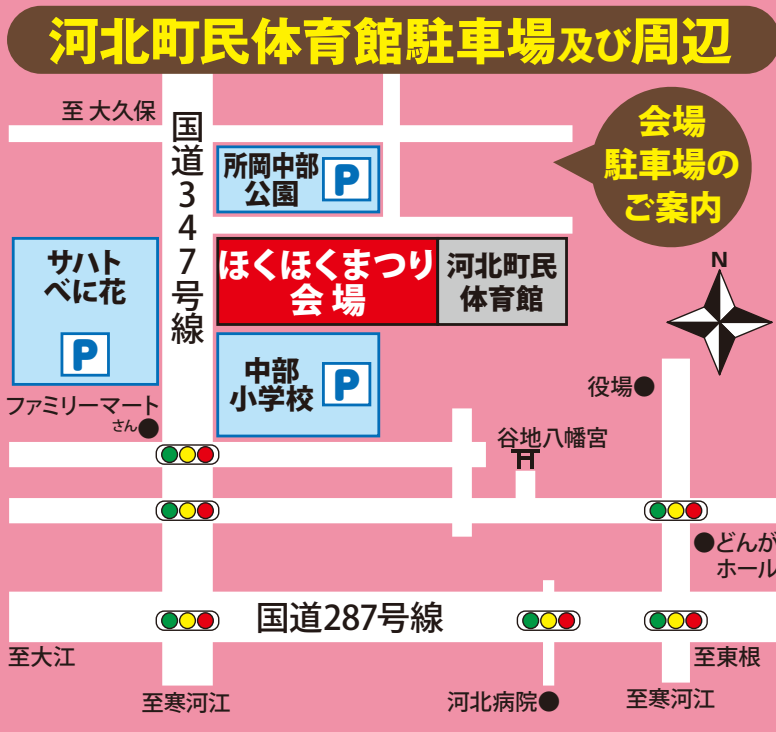 河北町民体育館駐車場及び周辺
会場
駐車場の
ご案内
至 大久保
国道347号線
所岡中部
公園
P
サハト
べに花
P
ほくほくまつり
会場
河北町民
体育館
中部
小学校
P
N
ファミリーマート
さん
役場
谷地八幡宮
どんが
ホール
国道287号線
至大江
至東根
至寒河江
河北病院
至寒河江